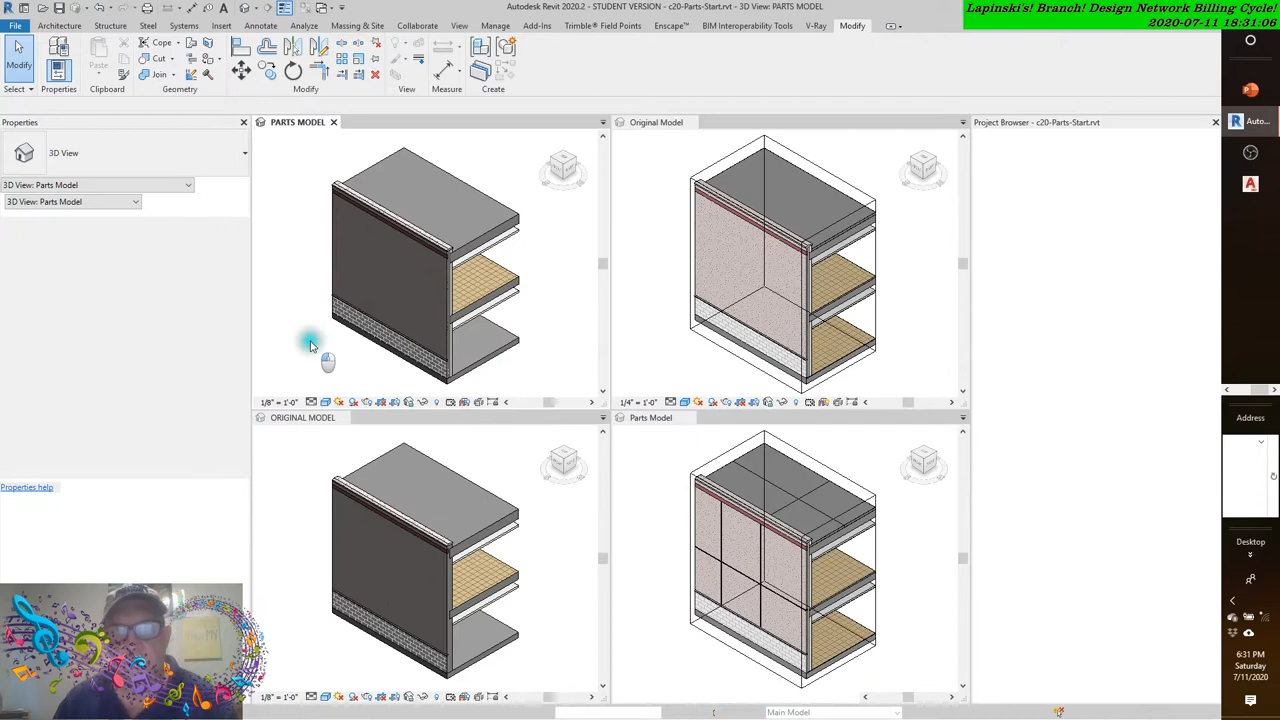 Autodesk Revit 2020.2 - STUDENT VERSION - c20-Parts-Start.rvt - 3D View: PARTS MODEL
Lapinski's! Branch! Design Network Billing Cycle!
2020-07-11 18:31:06
File Architecture Structure Steel Systems Insert Annotate Analyze Massing & Site Collaborate View Manage Add-Ins Trimble® Field Points Enscape™ BIM Interoperability Tools V-Ray Modify
Modify
Properties
Paste
Cope
Cut
Join
Select Properties Clipboard Geometry Modify View Measure Create
Properties
PARTS MODEL
Original Model
Project Browser - c20-Parts-Start.rvt
Auto...
3D View
3D View: Parts Model
3D View: Parts Model
1/8" = 1'-0"
1/4" = 1'-0"
ORIGINAL MODEL
Parts Model
Address
Properties help
Desktop
1/8" = 1'-0"
Main Model
6:31 PM
Saturday
7/11/2020